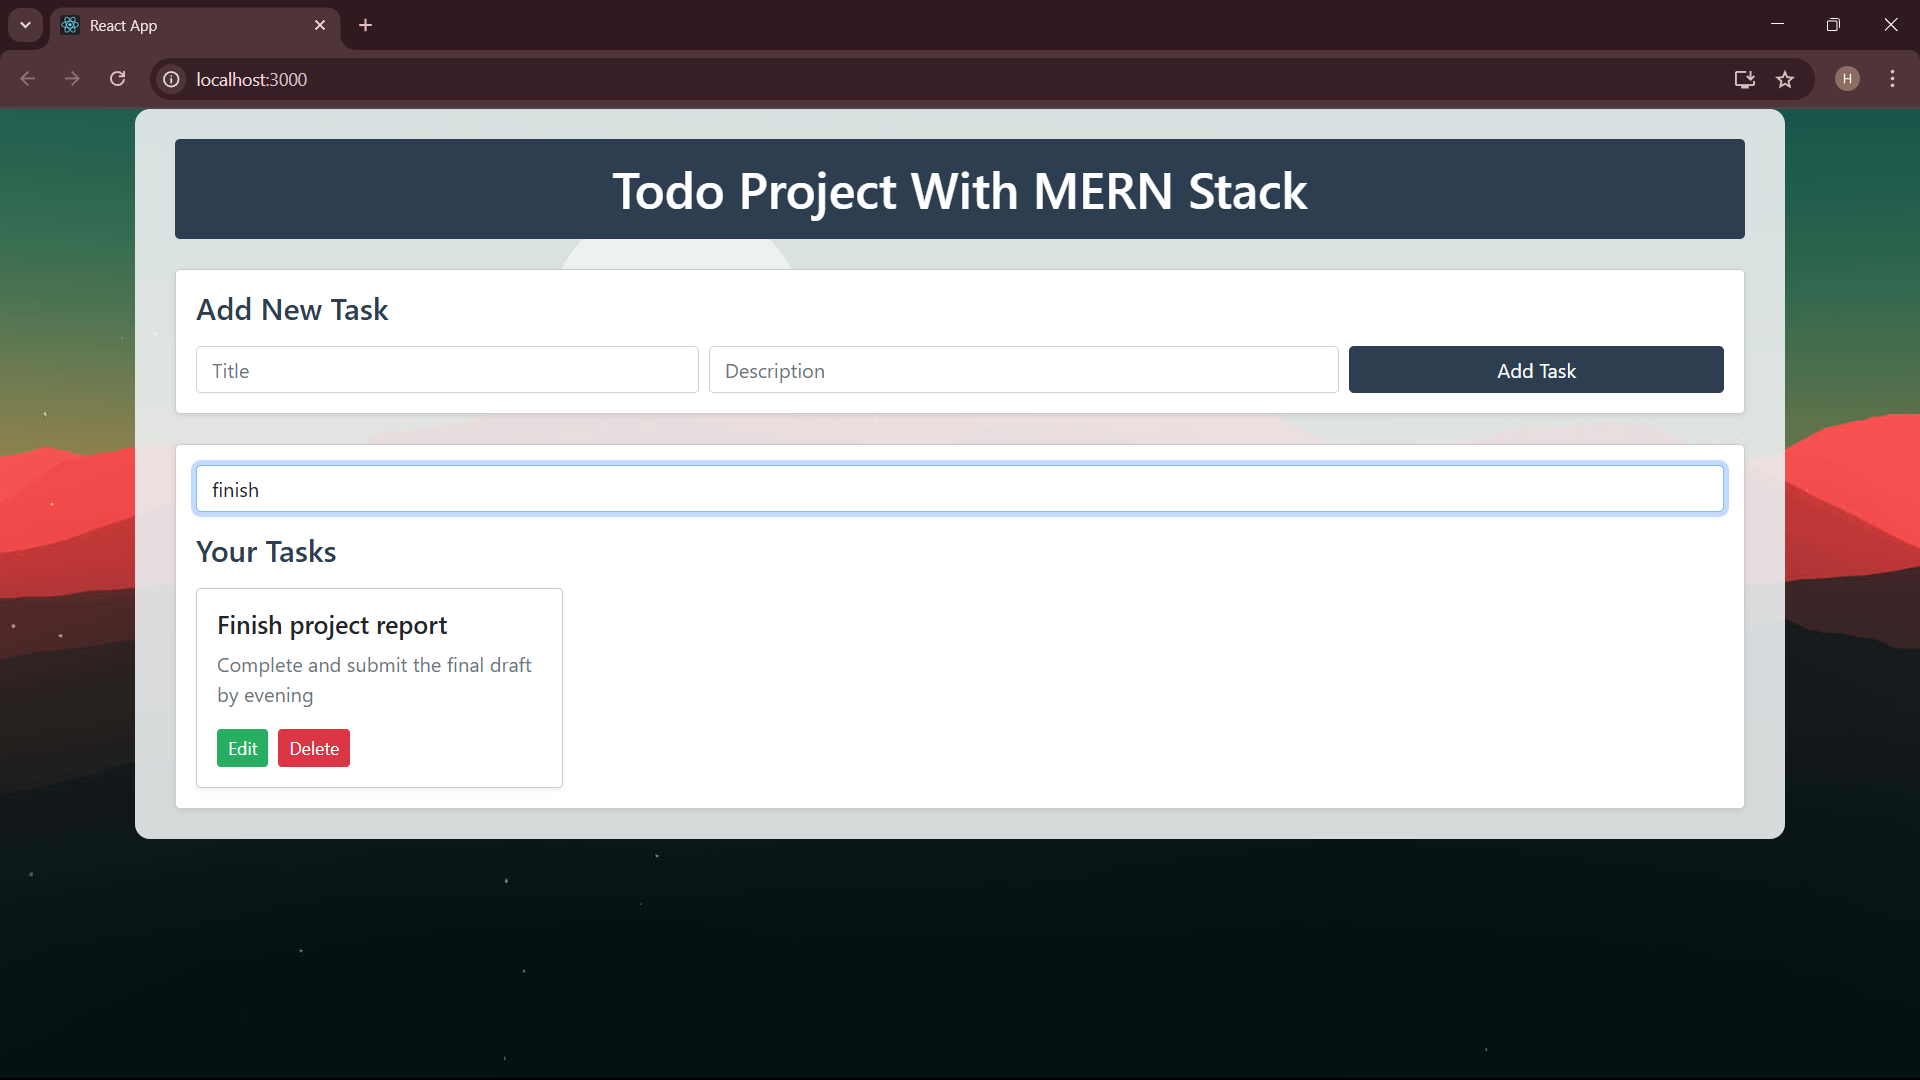 React App
localhost:3000
H
Todo Project With MERN Stack
Add New Task
Title
Description
Add Task
finish
Your Tasks
Finish project report
Complete and submit the final draft
by evening
Edit
Delete